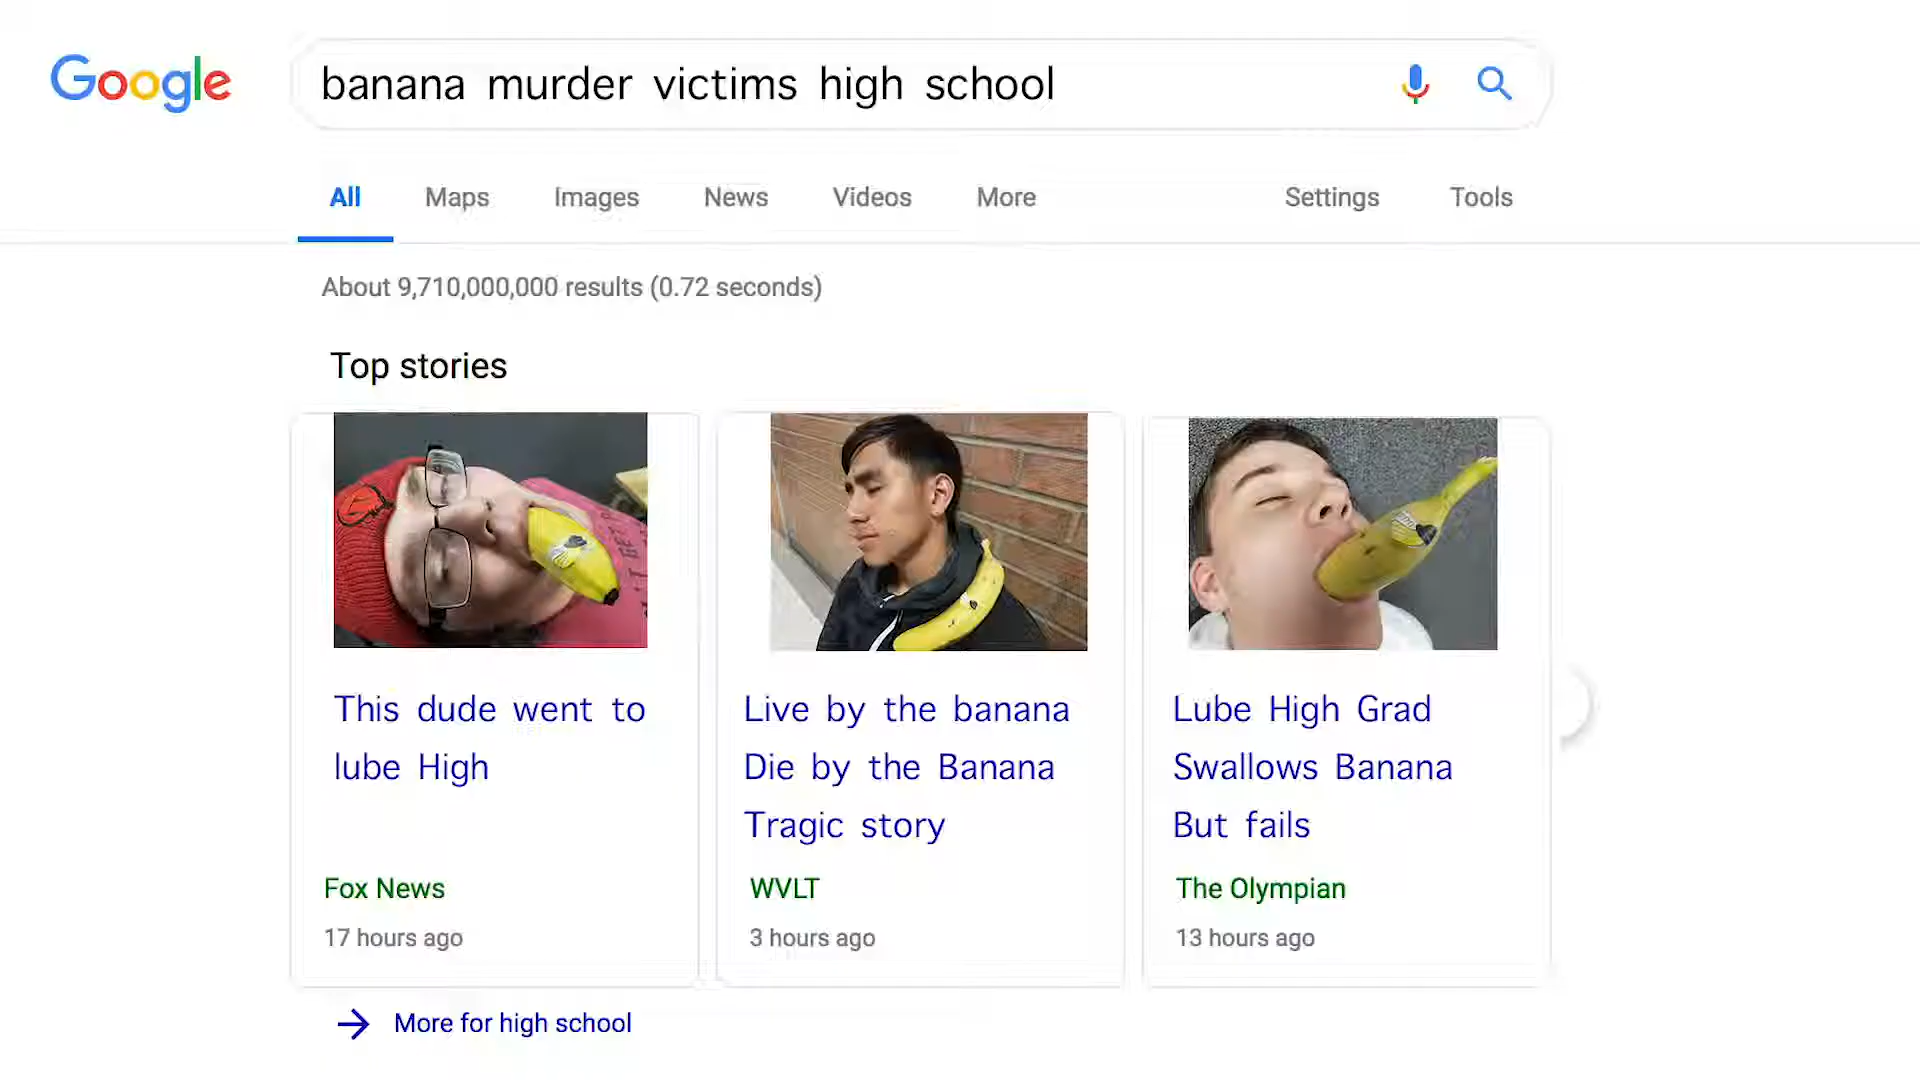 Google
banana murder victims high school
All Maps Images News Videos More Settings Tools
About 9,710,000,000 results (0.72 seconds)
Top stories
This dude went to
lube High
Fox News
17 hours ago
Live by the banana
Die by the Banana
Tragic story
WVLT
3 hours ago
Lube High Grad
Swallows Banana
But fails
The Olympian
13 hours ago
More for high school